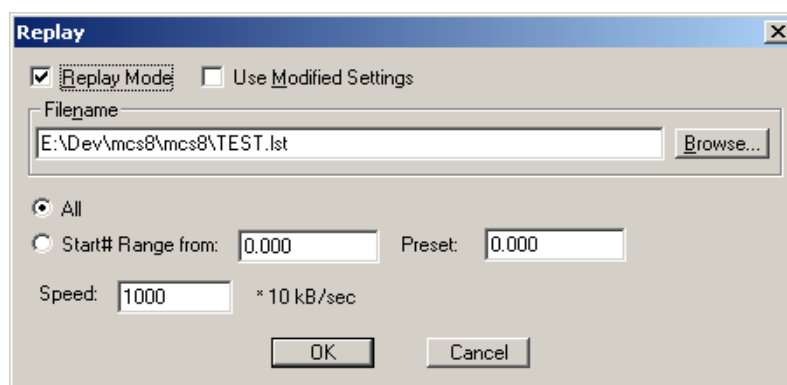 Replay
Replay Mode Use Modified Settings
Filename
E:\Dev\mcs8\mcs8\TEST.lst Browse...
All
Start# Range from: 0.000 Preset: 0.000
Speed: 1000 * 10 kB/sec
OK Cancel